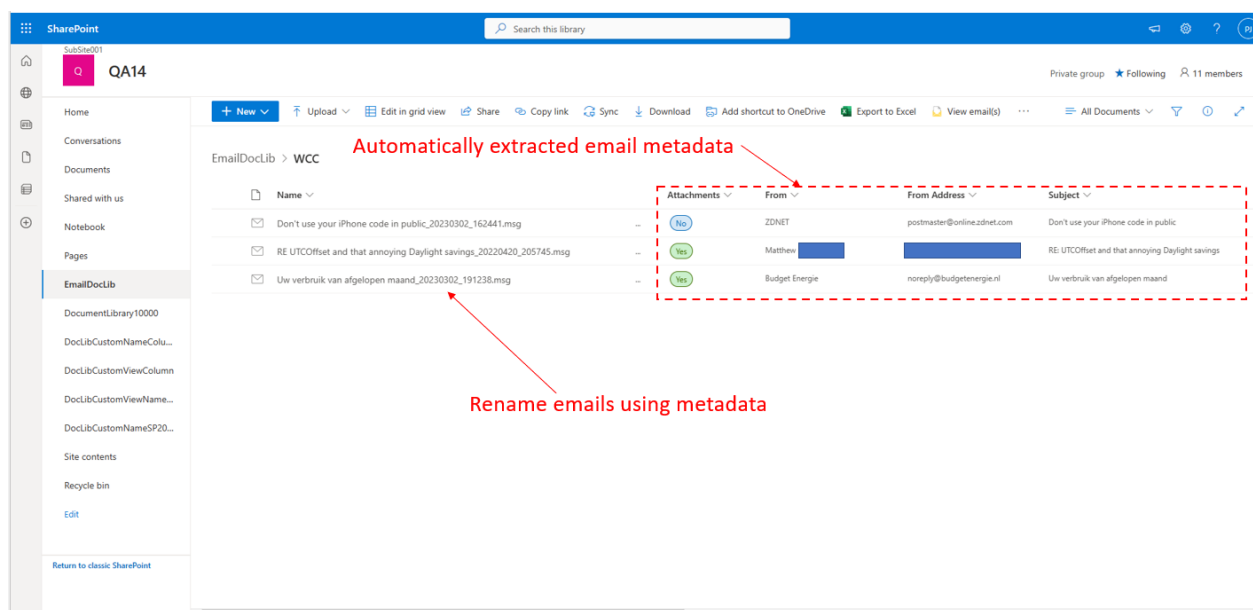 SharePoint
Search this library
PJ
SubSite001
Q
QA14
Private group
Following
11 members
Home
Conversations
Documents
Shared with us
Notebook
Pages
EmailDocLib
DocumentLibrary10000
DocLibCustomNameColu...
DocLibCustomViewColumn
DocLibCustomViewName...
DocLibCustomNameSP20...
Site contents
Recycle bin
Edit
Return to classic SharePoint
+ New
Upload
Edit in grid view
Share
Copy link
Sync
Download
Add shortcut to OneDrive
Export to Excel
View email(s)
...
All Documents
EmailDocLib > WCC
Automatically extracted email metadata
Name Attachments From From Address Subject
Don't use your iPhone code in public_20230302_162441.msg ... No ZDNET postmaster@online.zdnet.com Don't use your iPhone code in public
RE UTCOffset and that annoying Daylight savings_20220420_205745.msg ... Yes Matthew RE: UTCOffset and that annoying Daylight savings
Uw verbruik van afgelopen maand_20230302_191238.msg ... Yes Budget Energie noreply@budgetenergie.nl Uw verbruik van afgelopen maand
Rename emails using metadata